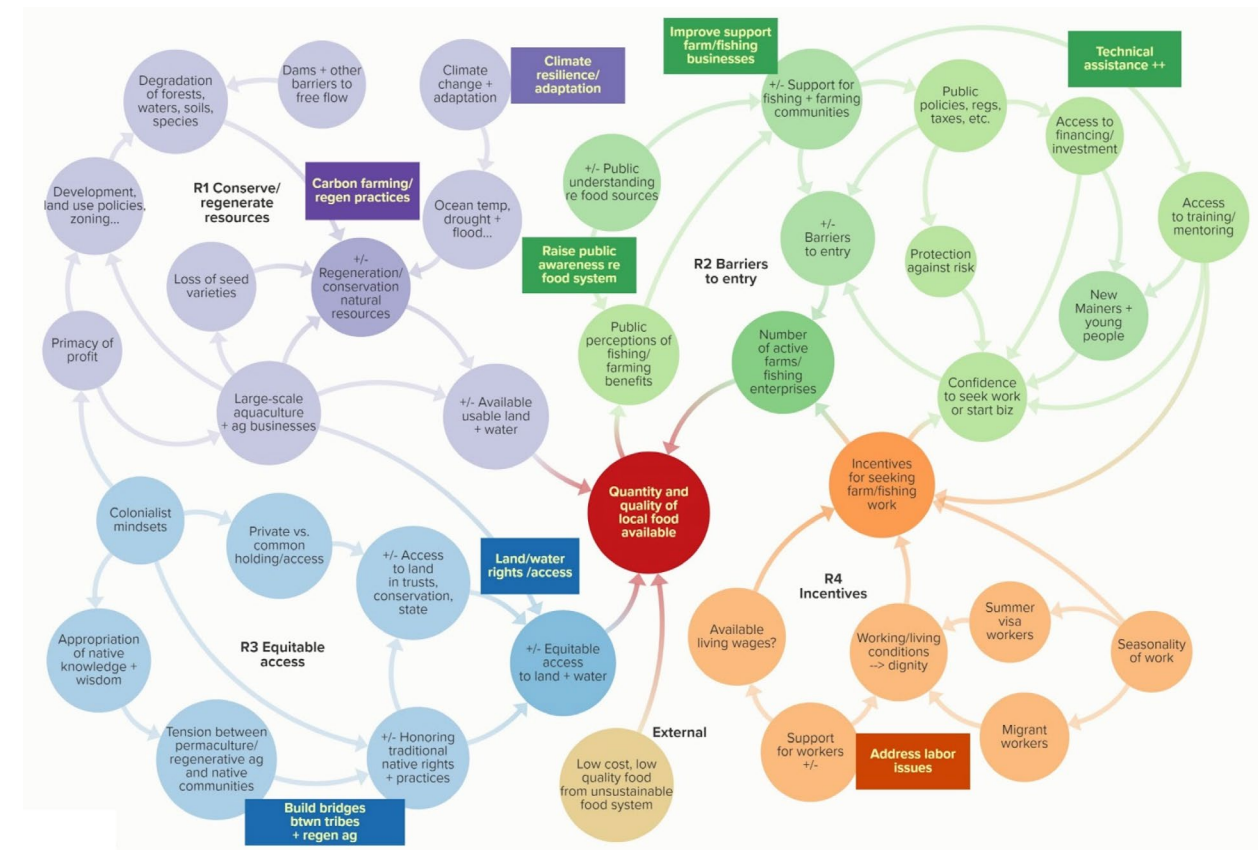 Degradation
of forests,
waters, soils,
species
Dams + other
barriers to
free flow
Climate
change +
adaptation
Climate
resilience/
adaptation
Development,
land use policies,
zoning...
R1 Conserve/
regenerate
resources
Carbon farming/
regen practices
Ocean temp,
drought +
flood...
Loss of seed
varieties
+/-
Regeneration/
conservation
natural
resources
Primacy of
profit
Large-scale
aquaculture
+ ag businesses
+/- Available
usable land
+ water
Improve support
farm/fishing
businesses
+/- Support for
fishing + farming
communities
Public
policies, regs,
taxes, etc.
Technical
assistance ++
Access to
financing/
investment
+/- Public
understanding
re food sources
Access
to training/
mentoring
Raise public
awareness re
food system
+/-
Barriers
to entry
R2 Barriers
to entry
Protection
against risk
New
Mainers +
young
people
Public
perceptions of
fishing/
farming
benefits
Number
of active
farms/
fishing
enterprises
Confidence
to seek work
or start biz
Quantity and
quality of
local food
available
Incentives
for seeking
farm/fishing
work
Colonialist
mindsets
Private vs.
common
holding/access
+/- Access
to land
in trusts,
conservation,
state
Land/water
rights /access
R3 Equitable
access
Appropriation
of native
knowledge +
wisdom
+/- Equitable
access
to land + water
Tension between
permaculture/
regenerative ag
and native
communities
+/- Honoring
traditional
native rights
+ practices
Build bridges
btwn tribes
+ regen ag
External
Low cost, low
quality food
from unsustainable
food system
R4
Incentives
Available
living wages?
Working/living
conditions
--> dignity
Summer
visa
workers
Seasonality
of work
Migrant
workers
Support
for workers
+/-
Address labor
issues